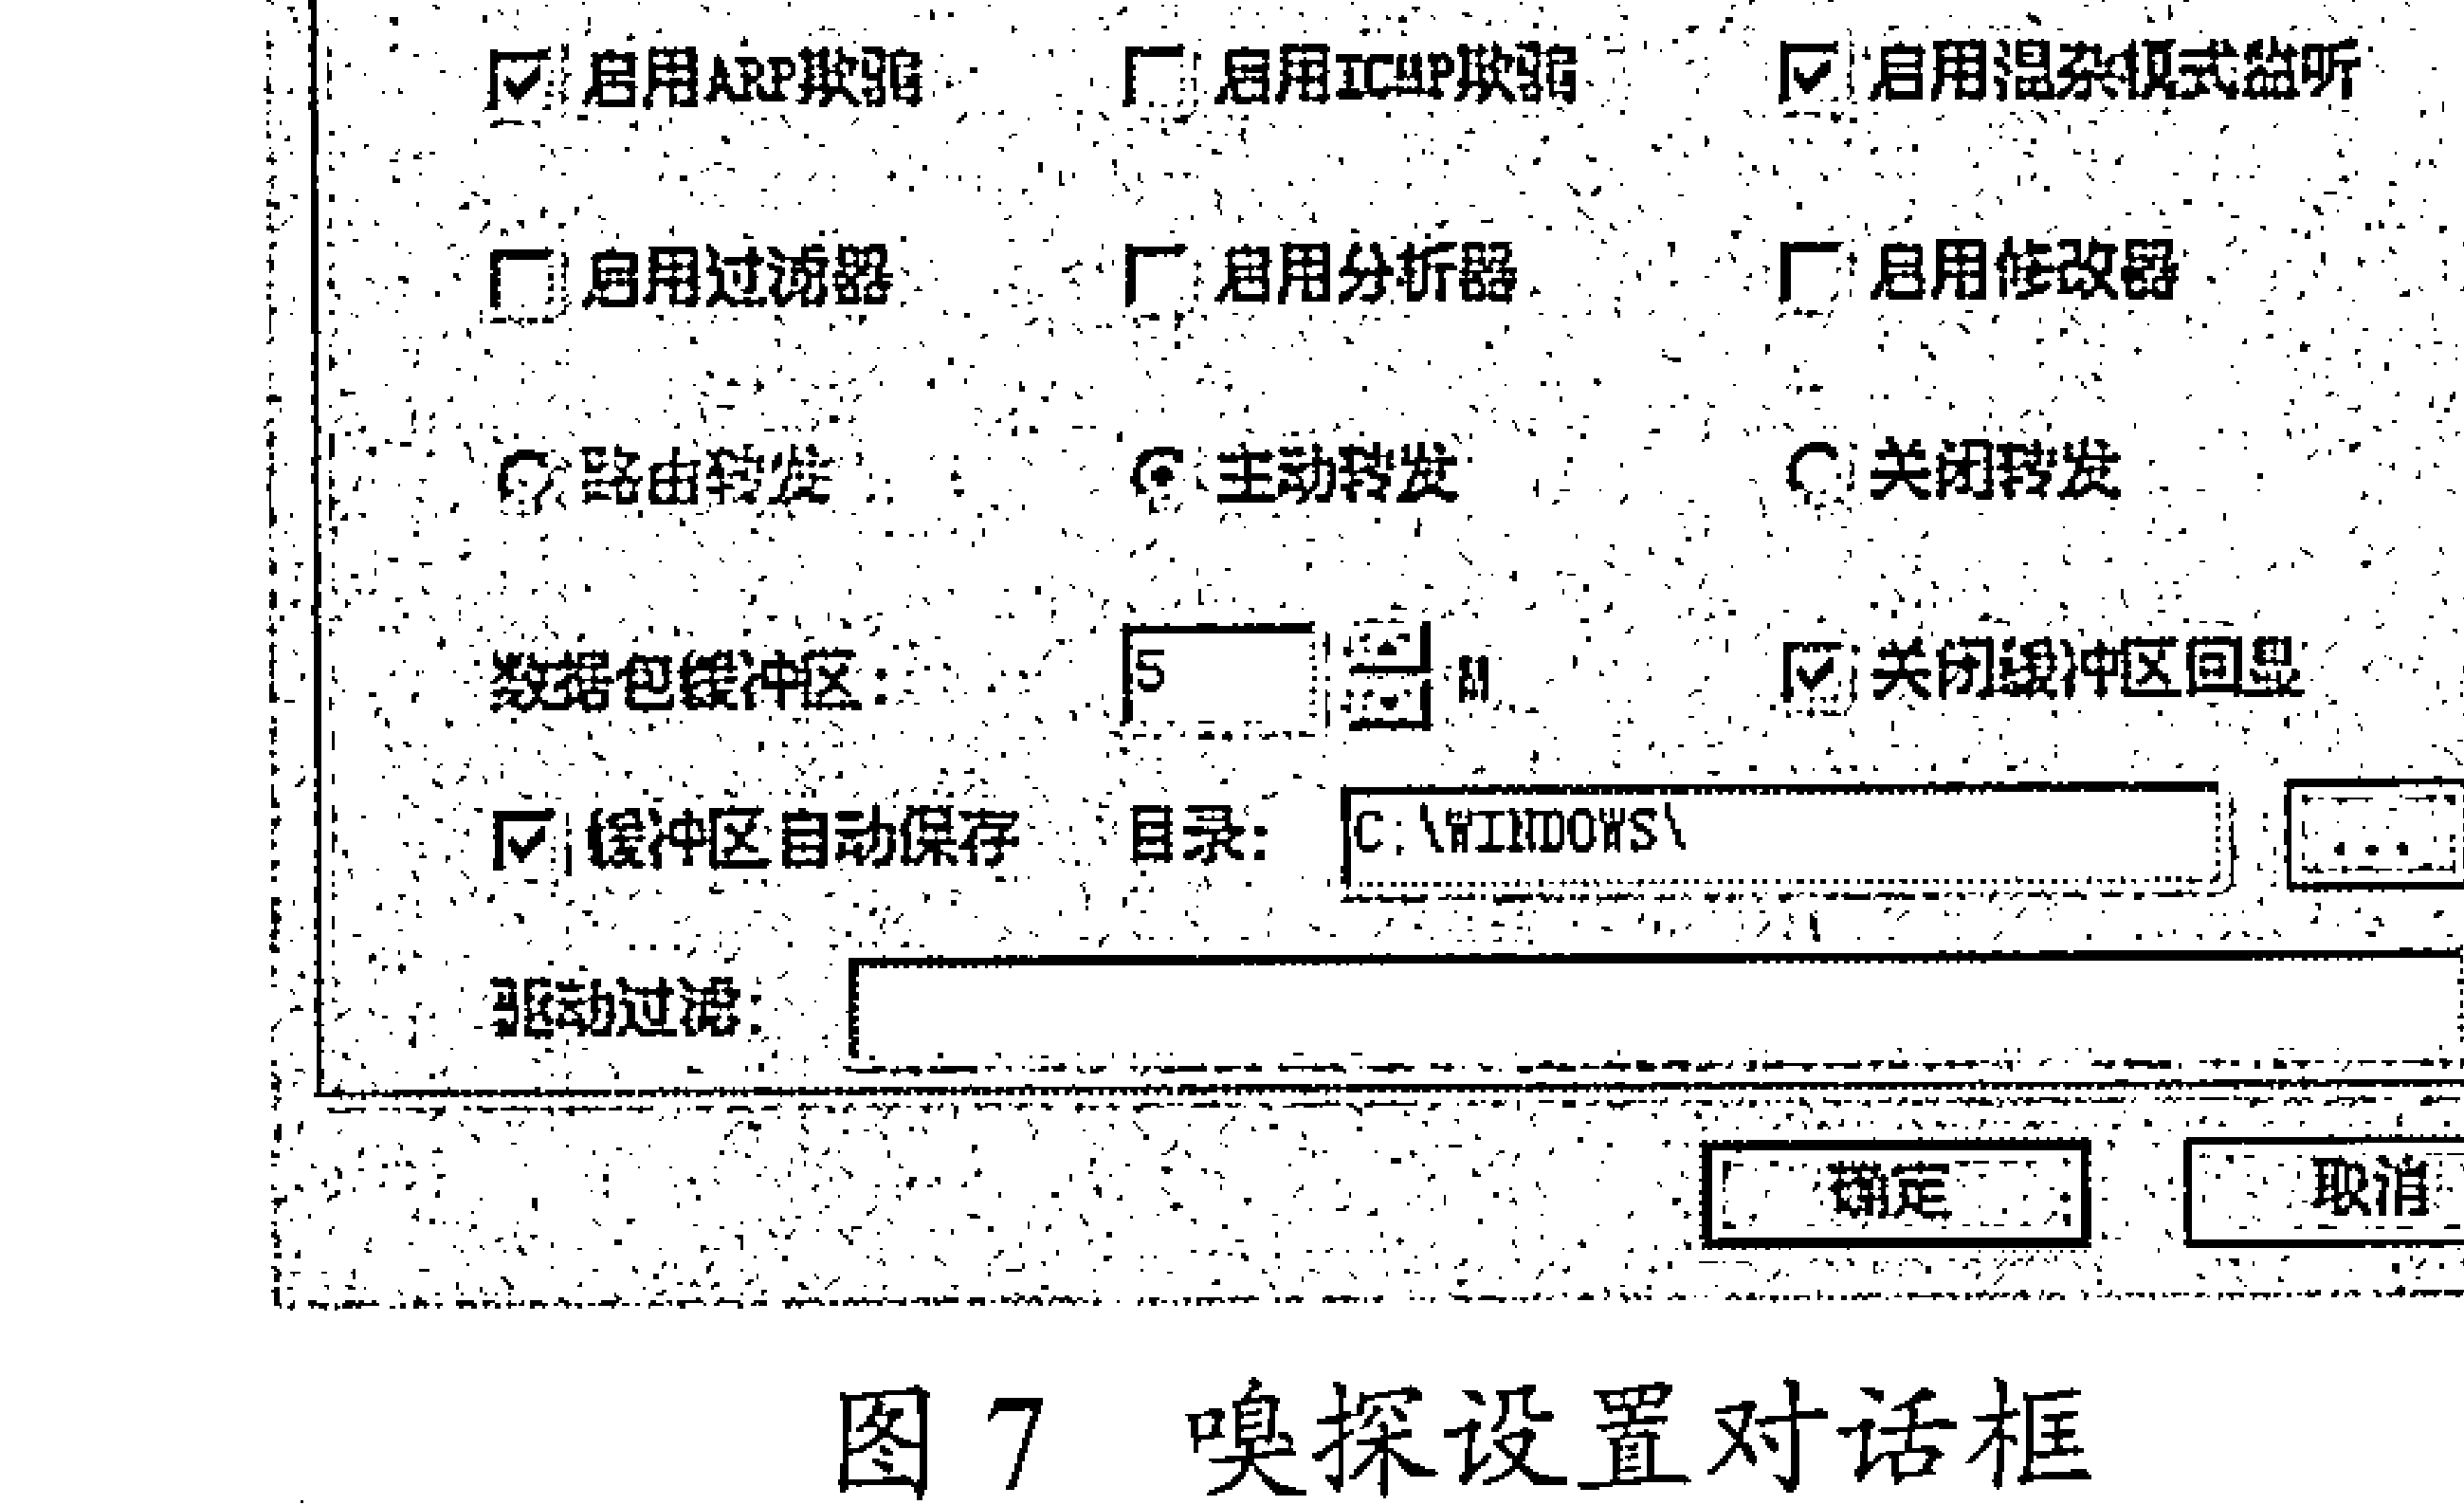 启用ARP欺骗 启用ICMP欺骗 启用混杂模式监听
启用过滤器 启用分析器 启用修改器
路由转发 主动转发 关闭转发
数据包缓冲区: 5 M 关闭缓冲区回显
缓冲区自动保存 目录: C:\WINDOWS\ ...
驱动过滤:
确定 取消
图 7 嗅探设置对话框